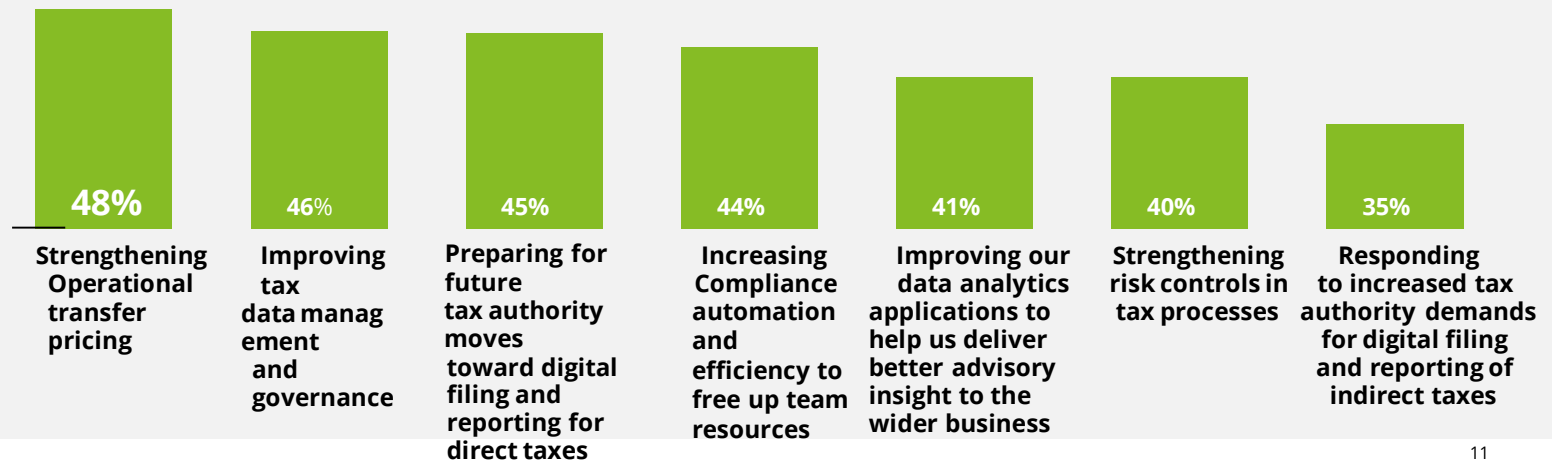 48%
46%
45%
44%
41%
40%
35%
Strengthening
Operational
transfer
pricing
Improving
tax
data manag
ement
and
governance
Preparing for
future
tax authority
moves
toward digital
filing and
reporting for
direct taxes
Increasing
Compliance
automation
and
efficiency to
free up team
resources
Improving our
data analytics
applications to
help us deliver
better advisory
insight to the
wider business
Strengthening
risk controls in
tax processes
Responding
to increased tax
authority demands
for digital filing
and reporting of
indirect taxes
11